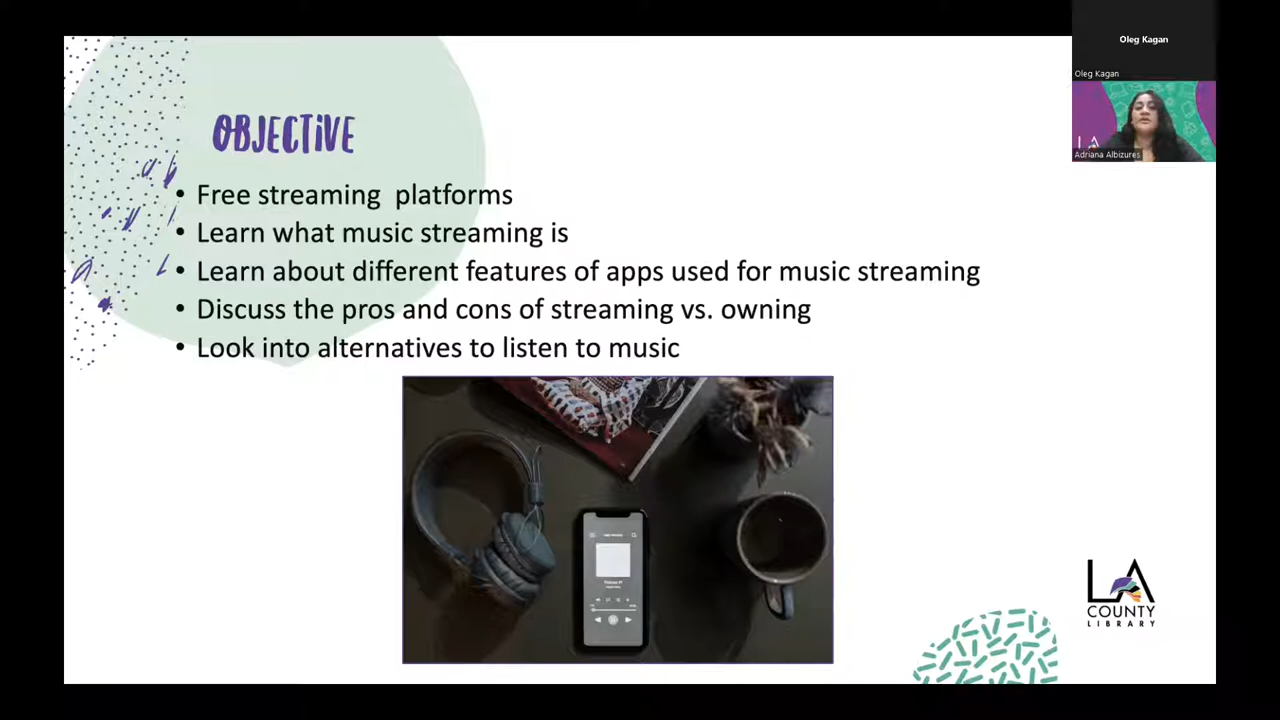 Oleg Kagan
Oleg Kagan
LA
Adriana Albizures
OBJECTIVE
• Free streaming  platforms
• Learn what music streaming is
• Learn about different features of apps used for music streaming
• Discuss the pros and cons of streaming vs. owning
• Look into alternatives to listen to music
LA
COUNTY
LIBRARY